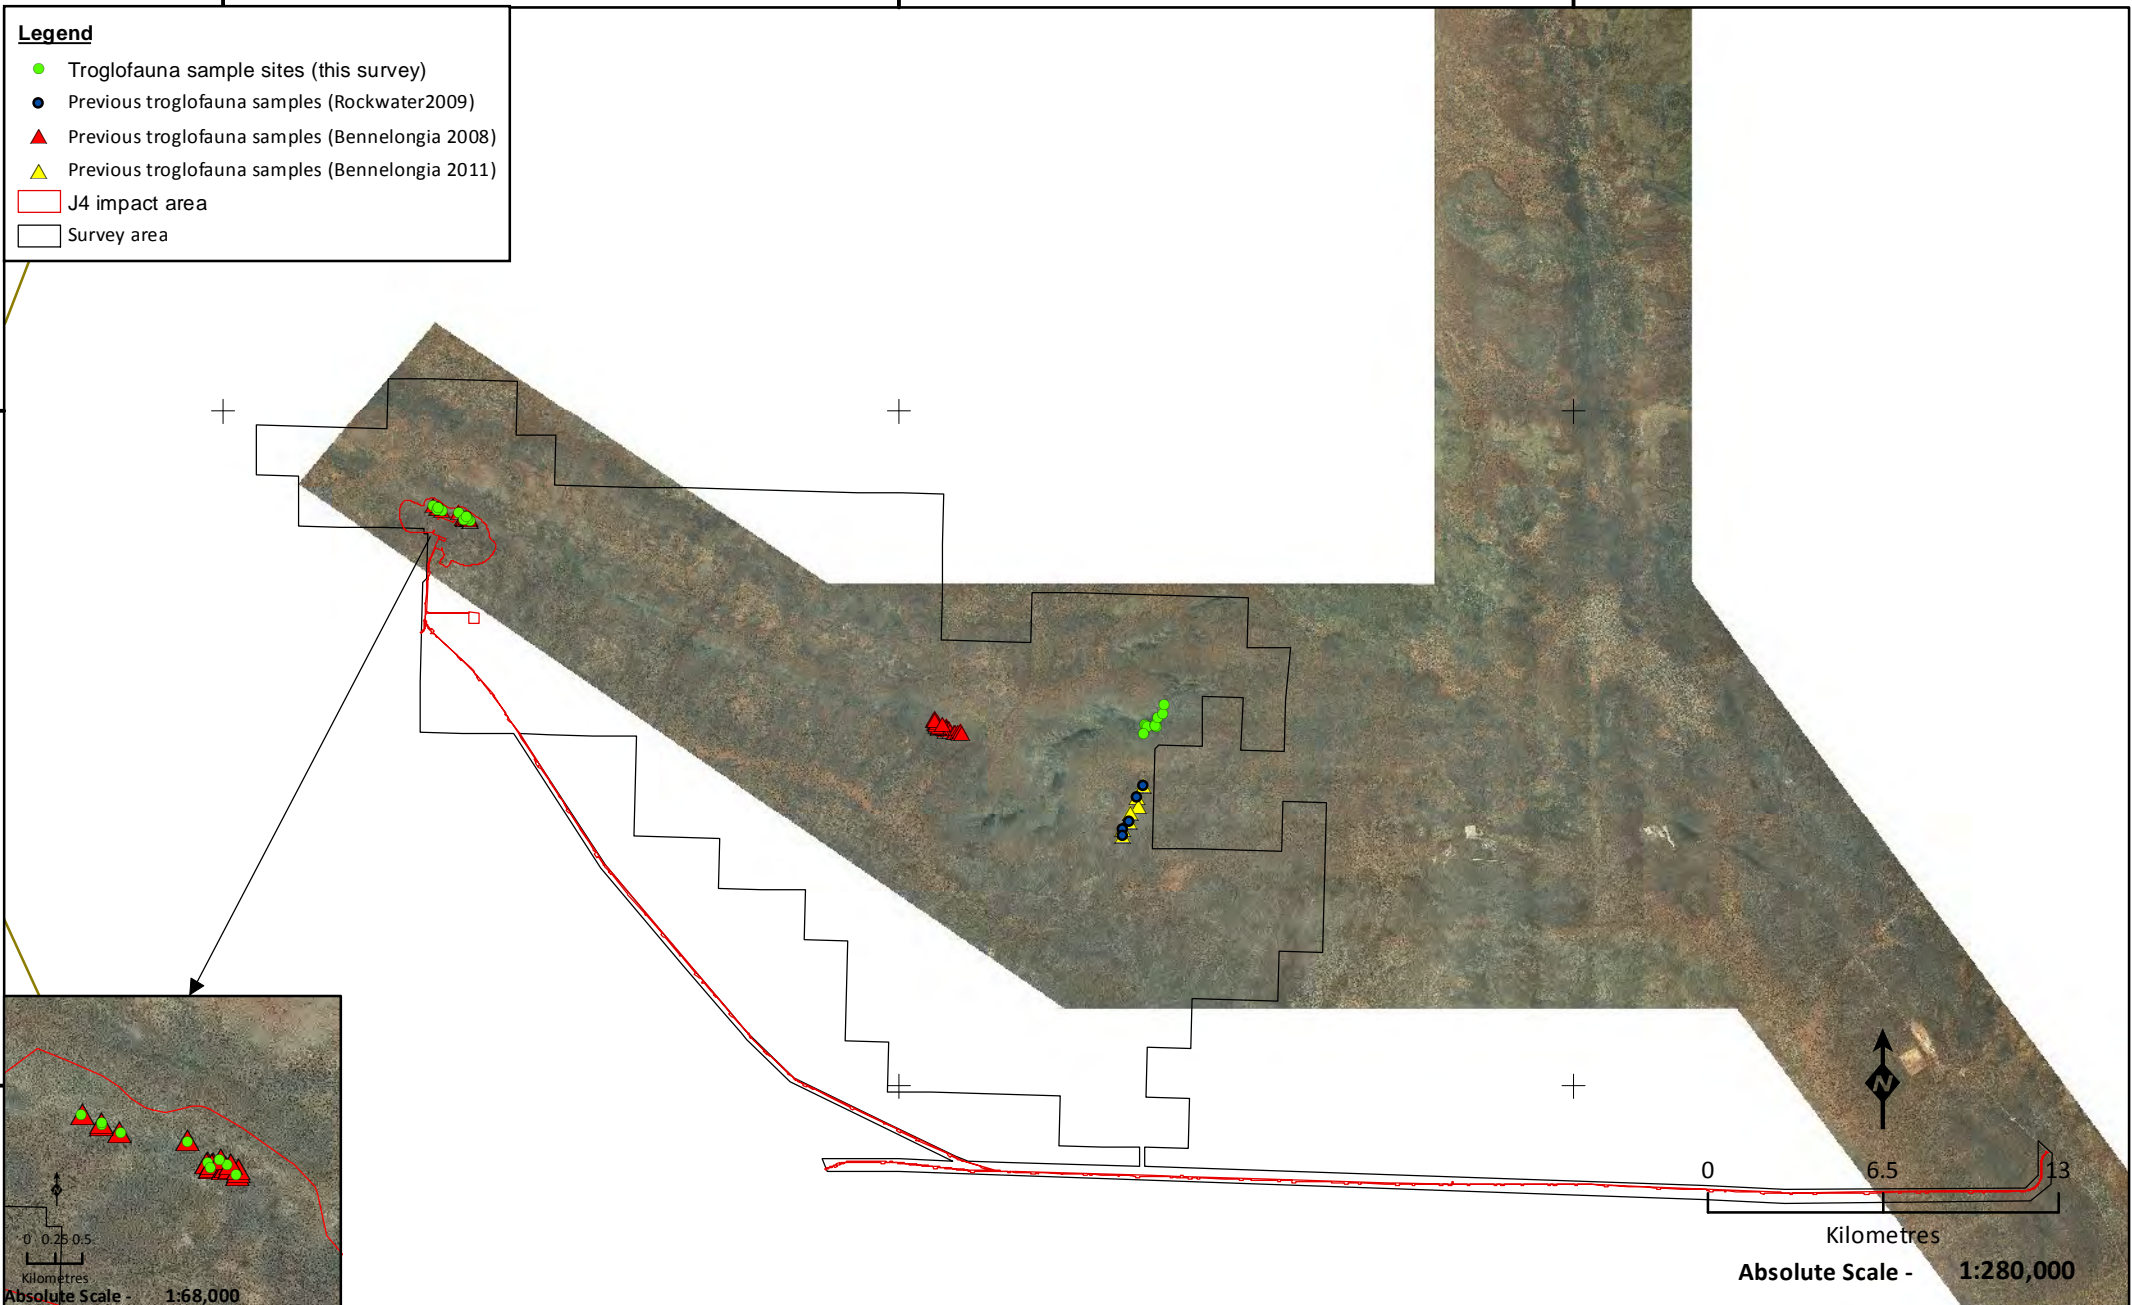 Legend
Troglofauna sample sites (this survey)
Previous troglofauna samples (Rockwater2009)
Previous troglofauna samples (Bennelongia 2008)
Previous troglofauna samples (Bennelongia 2011)
J4 impact area
Survey area
N
0 6.5 13
Kilometres
Absolute Scale - 1:280,000
0 0.25 0.5
Kilometres
Absolute Scale - 1:68,000